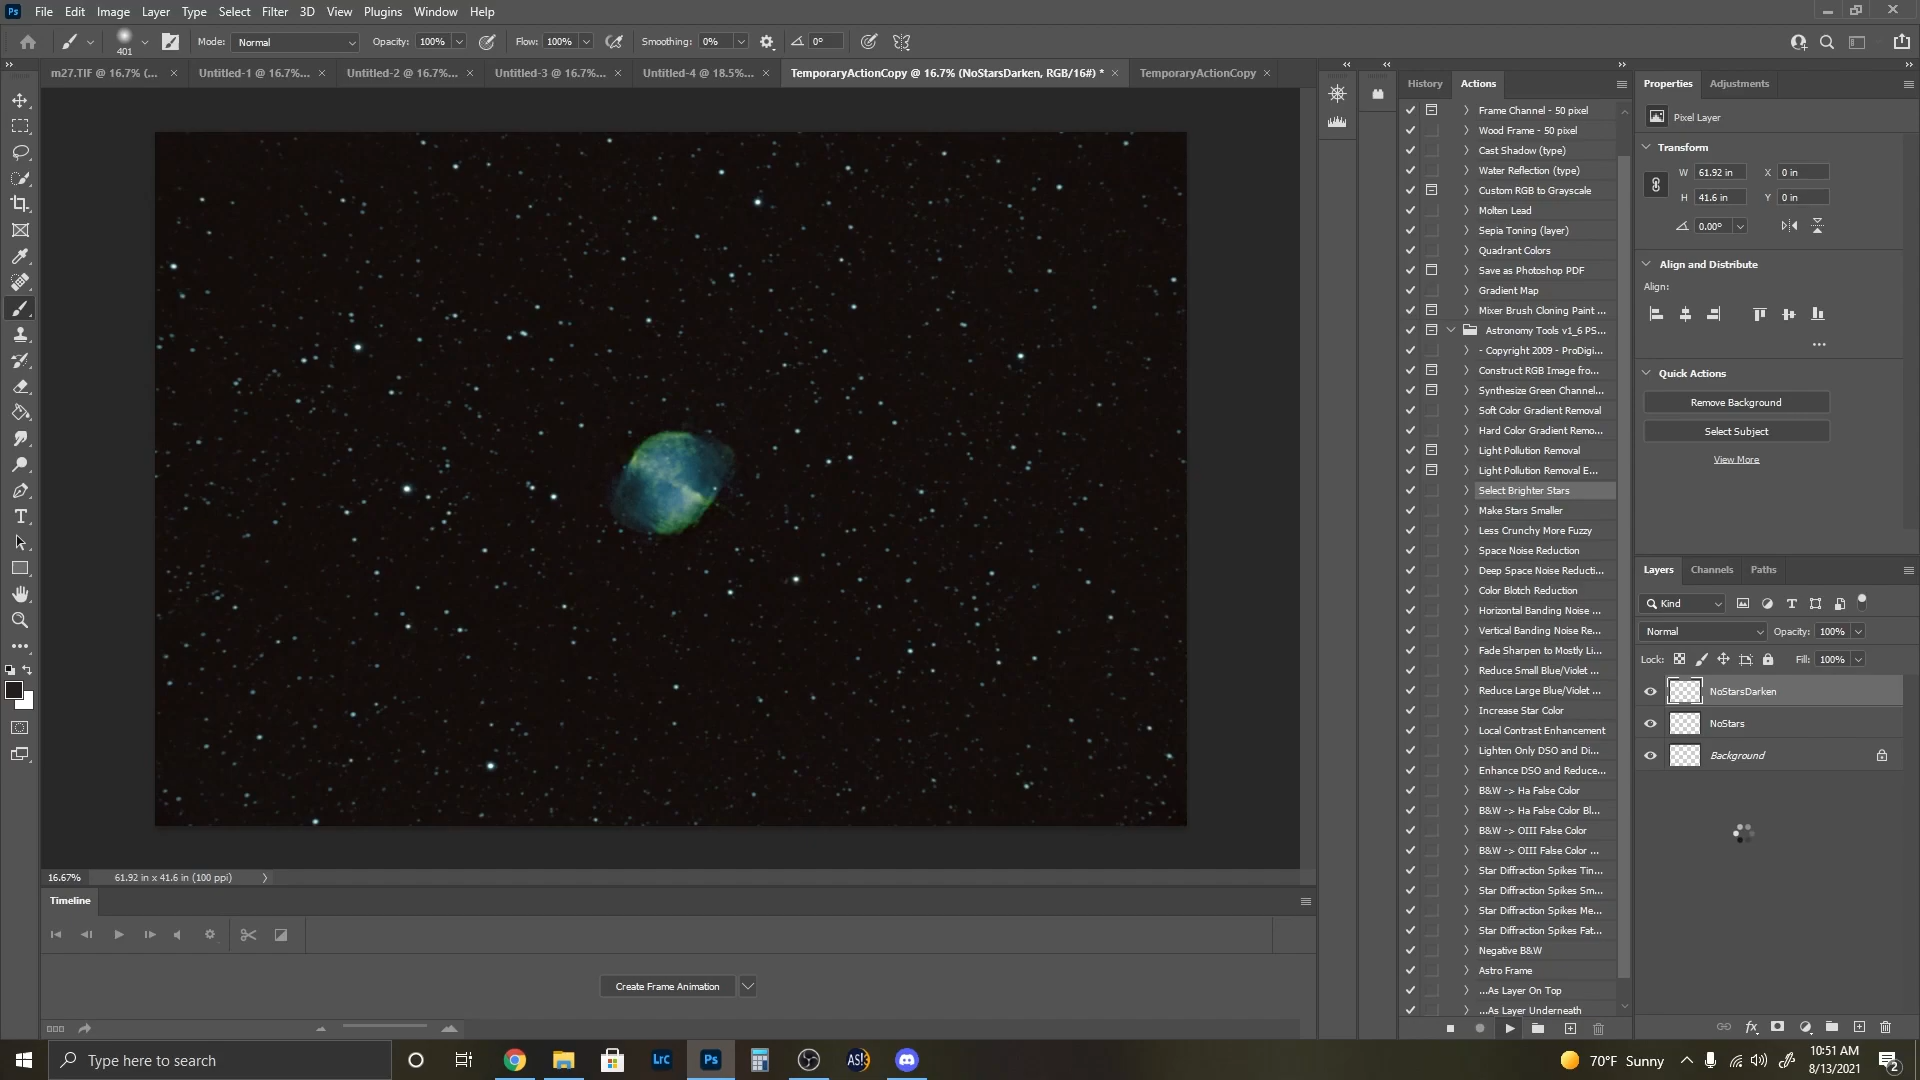 Ps File Edit Image Layer Type Select Filter 3D View Plugins Window Help
401 Mode: Normal Opacity: 100% Flow: 100% Smoothing: 0% 0°
m27.TIF @ 16.7% (... × Untitled-1 @ 16.7%... × Untitled-2 @ 16.7%... × Untitled-3 @ 16.7%... × Untitled-4 @ 18.5%... × TemporaryActionCopy @ 16.7% (NoStarsDarken, RGB/16#) * × TemporaryActionCopy ×
History Actions
Frame Channel - 50 pixel
Wood Frame - 50 pixel
Cast Shadow (type)
Water Reflection (type)
Custom RGB to Grayscale
Molten Lead
Sepia Toning (layer)
Quadrant Colors
Save as Photoshop PDF
Gradient Map
Mixer Brush Cloning Paint ...
Astronomy Tools v1_6 PS...
- Copyright 2009 - ProDigi...
Construct RGB Image fro...
Synthesize Green Channel...
Soft Color Gradient Removal
Hard Color Gradient Remo...
Light Pollution Removal
Light Pollution Removal E...
Select Brighter Stars
Make Stars Smaller
Less Crunchy More Fuzzy
Space Noise Reduction
Deep Space Noise Reducti...
Color Blotch Reduction
Horizontal Banding Noise ...
Vertical Banding Noise Re...
Fade Sharpen to Mostly Li...
Reduce Small Blue/Violet ...
Reduce Large Blue/Violet ...
Increase Star Color
Local Contrast Enhancement
Lighten Only DSO and Di...
Enhance DSO and Reduce...
B&W -> Ha False Color
B&W -> Ha False Color Bl...
B&W -> OIII False Color
B&W -> OIII False Color ...
Star Diffraction Spikes Tin...
Star Diffraction Spikes Sm...
Star Diffraction Spikes Me...
Star Diffraction Spikes Fat...
Negative B&W
Astro Frame
...As Layer On Top
...As Layer Underneath
Properties Adjustments
Pixel Layer
Transform
W 61.92 in X 0 in
H 41.6 in Y 0 in
0.00°
Align and Distribute
Align:
Quick Actions
Remove Background
Select Subject
View More
Layers Channels Paths
Kind
Normal Opacity: 100%
Lock: Fill: 100%
NoStarsDarken
NoStars
Background
16.67% 61.92 in x 41.6 in (100 ppi)
Timeline
Create Frame Animation
Type here to search
Lrc Ps AS!3
70°F Sunny
10:51 AM
8/13/2021
2